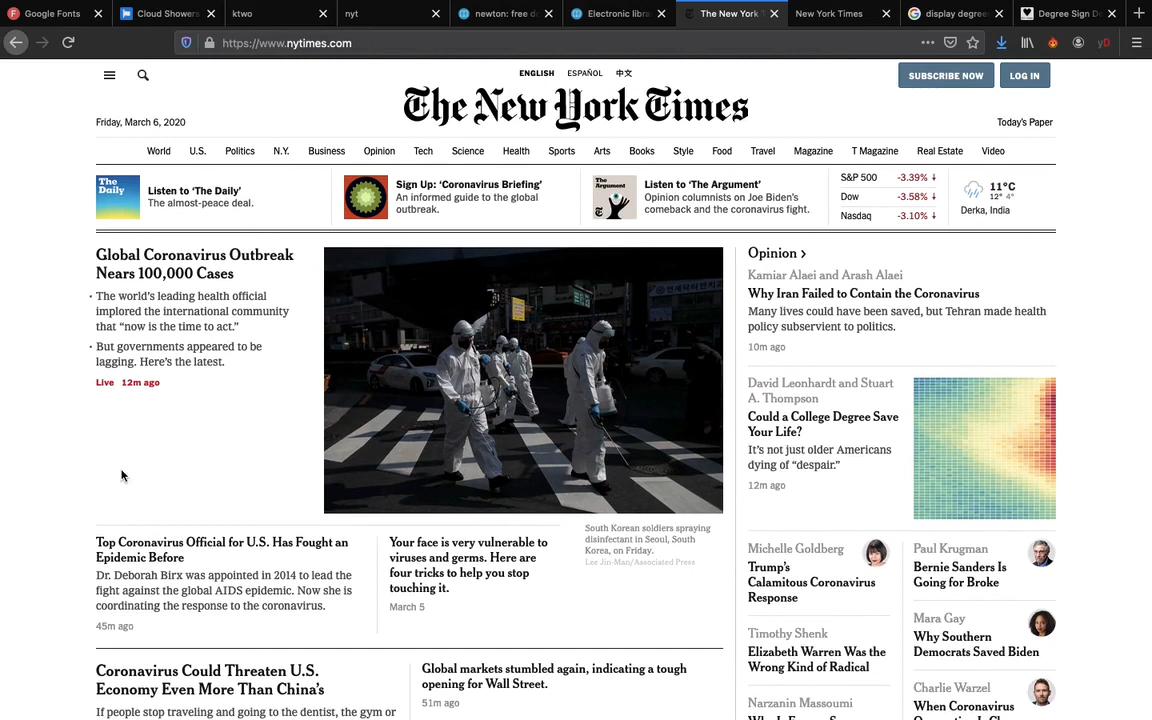 Google Fonts
Cloud Showers
ktwo
nyt
newton: free d
Electronic libra
The New York T
New York Times
display degree
Degree Sign De
https://www.nytimes.com
yD
ENGLISH ESPAÑOL 中文
SUBSCRIBE NOW
LOG IN
The New York Times
Friday, March 6, 2020
Today's Paper
World U.S. Politics N.Y. Business Opinion Tech Science Health Sports Arts Books Style Food Travel Magazine T Magazine Real Estate Video
The
Daily
Listen to ‘The Daily’
The almost-peace deal.
Sign Up: ‘Coronavirus Briefing’
An informed guide to the global
outbreak.
The
Argument
Listen to ‘The Argument’
Opinion columnists on Joe Biden’s
comeback and the coronavirus fight.
S&P 500 -3.39% ↓
Dow -3.58% ↓
Nasdaq -3.10% ↓
11°C
12° 4°
Derka, India
Global Coronavirus Outbreak
Nears 100,000 Cases
• The world’s leading health official
implored the international community
that “now is the time to act.”
• But governments appeared to be
lagging. Here’s the latest.
Live 12m ago
South Korean soldiers spraying
disinfectant in Seoul, South
Korea, on Friday.
Lee Jin-Man/Associated Press
Top Coronavirus Official for U.S. Has Fought an
Epidemic Before
Dr. Deborah Birx was appointed in 2014 to lead the
fight against the global AIDS epidemic. Now she is
coordinating the response to the coronavirus.
45m ago
Your face is very vulnerable to
viruses and germs. Here are
four tricks to help you stop
touching it.
March 5
Coronavirus Could Threaten U.S.
Economy Even More Than China’s
If people stop traveling and going to the dentist, the gym or
Global markets stumbled again, indicating a tough
opening for Wall Street.
51m ago
Opinion >
Kamiar Alaei and Arash Alaei
Why Iran Failed to Contain the Coronavirus
Many lives could have been saved, but Tehran made health
policy subservient to politics.
10m ago
David Leonhardt and Stuart
A. Thompson
Could a College Degree Save
Your Life?
It’s not just older Americans
dying of “despair.”
12m ago
Michelle Goldberg
Trump’s
Calamitous Coronavirus
Response
Timothy Shenk
Elizabeth Warren Was the
Wrong Kind of Radical
Narzanin Massoumi
Paul Krugman
Bernie Sanders Is
Going for Broke
Mara Gay
Why Southern
Democrats Saved Biden
Charlie Warzel
When Coronavirus